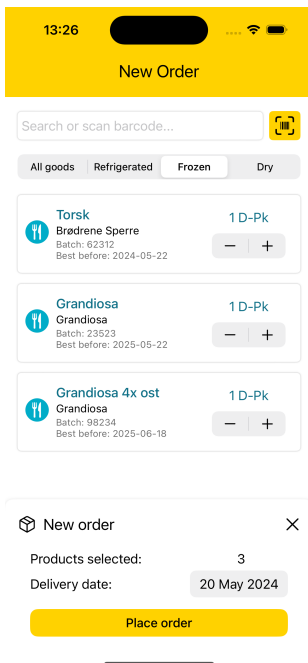 13:26
New Order
Search or scan barcode...
All goods Refrigerated Frozen Dry
Torsk
1 D-Pk
Brødrene Sperre
Batch: 62312
Best before: 2024-05-22
− +
Grandiosa
1 D-Pk
Grandiosa
Batch: 23523
Best before: 2025-05-22
− +
Grandiosa 4x ost
1 D-Pk
Grandiosa
Batch: 98234
Best before: 2025-06-18
− +
New order
Products selected: 3
Delivery date: 20 May 2024
Place order